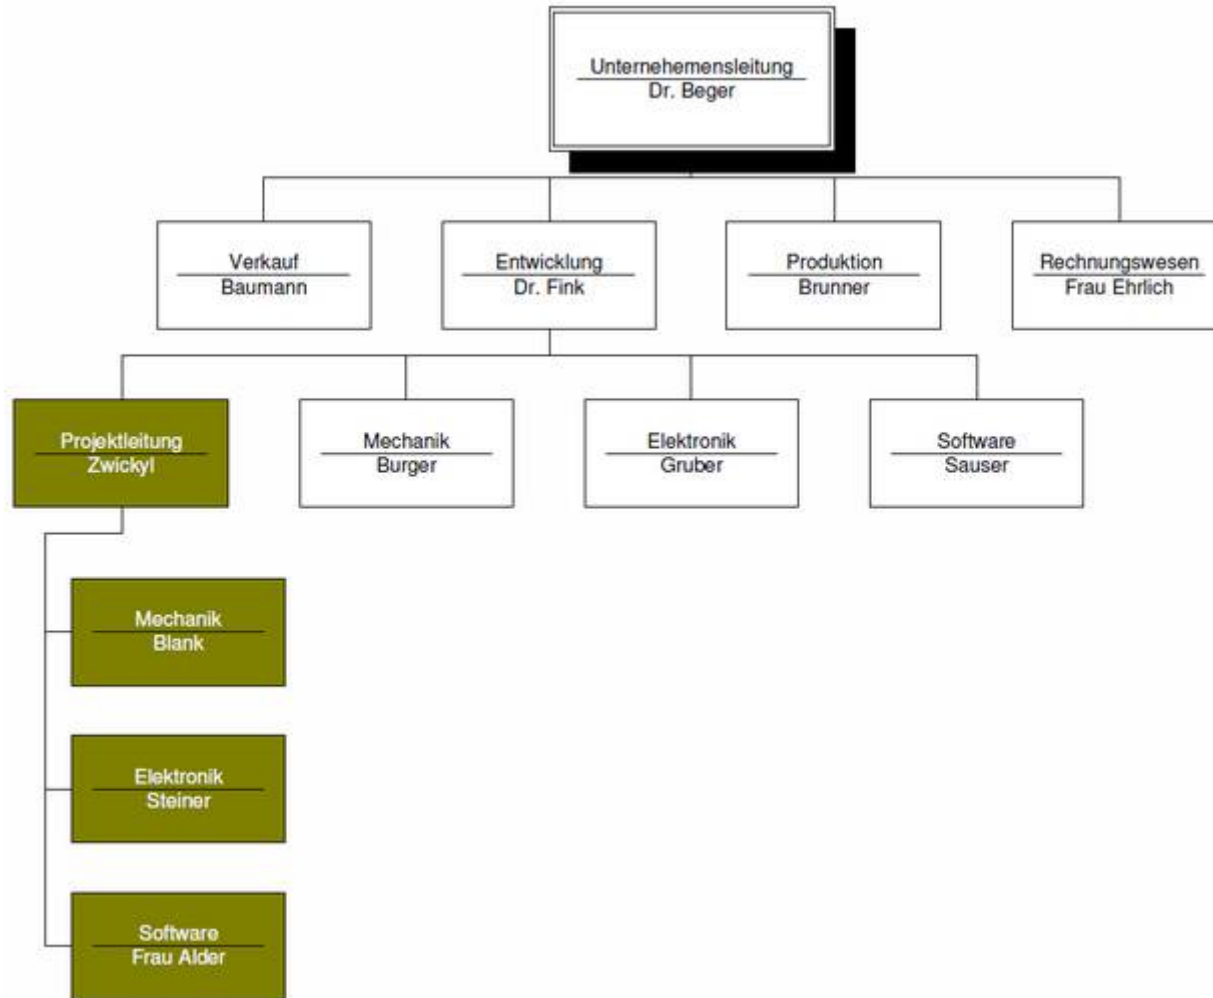 Unternehemensleitung
Dr. Beger
Verkauf
Baumann
Entwicklung
Dr. Fink
Produktion
Brunner
Rechnungswesen
Frau Ehrlich
Projektleitung
Zwickyl
Mechanik
Burger
Elektronik
Gruber
Software
Sauser
Mechanik
Blank
Elektronik
Steiner
Software
Frau Alder